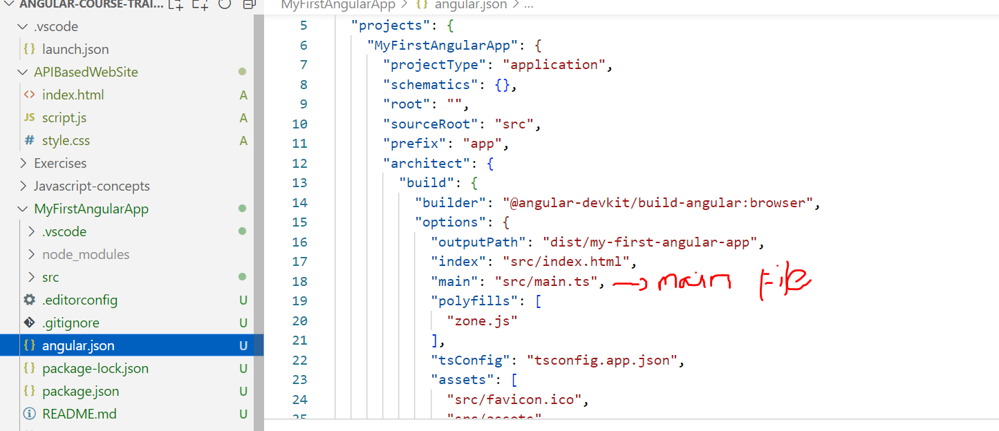 ANGULAR-COURSE-TRAI...
.vscode
launch.json
APIBasedWebSite
index.html A
JS script.js A
# style.css A
Exercises
Javascript-concepts
MyFirstAngularApp
.vscode
node_modules
src
.editorconfig U
.gitignore U
{} angular.json U
{} package-lock.json U
{} package.json U
README.md U
MyFirstAngularApp > {} angular.json > ...
5 "projects": {
6 "MyFirstAngularApp": {
7 "projectType": "application",
8 "schematics": {},
9 "root": "",
10 "sourceRoot": "src",
11 "prefix": "app",
12 "architect": {
13 "build": {
14 "builder": "@angular-devkit/build-angular:browser",
15 "options": {
16 "outputPath": "dist/my-first-angular-app",
17 "index": "src/index.html",
18 "main": "src/main.ts", → main File
19 "polyfills": [
20 "zone.js"
21 ],
22 "tsConfig": "tsconfig.app.json",
23 "assets": [
24 "src/favicon.ico",
25 "src/assets"